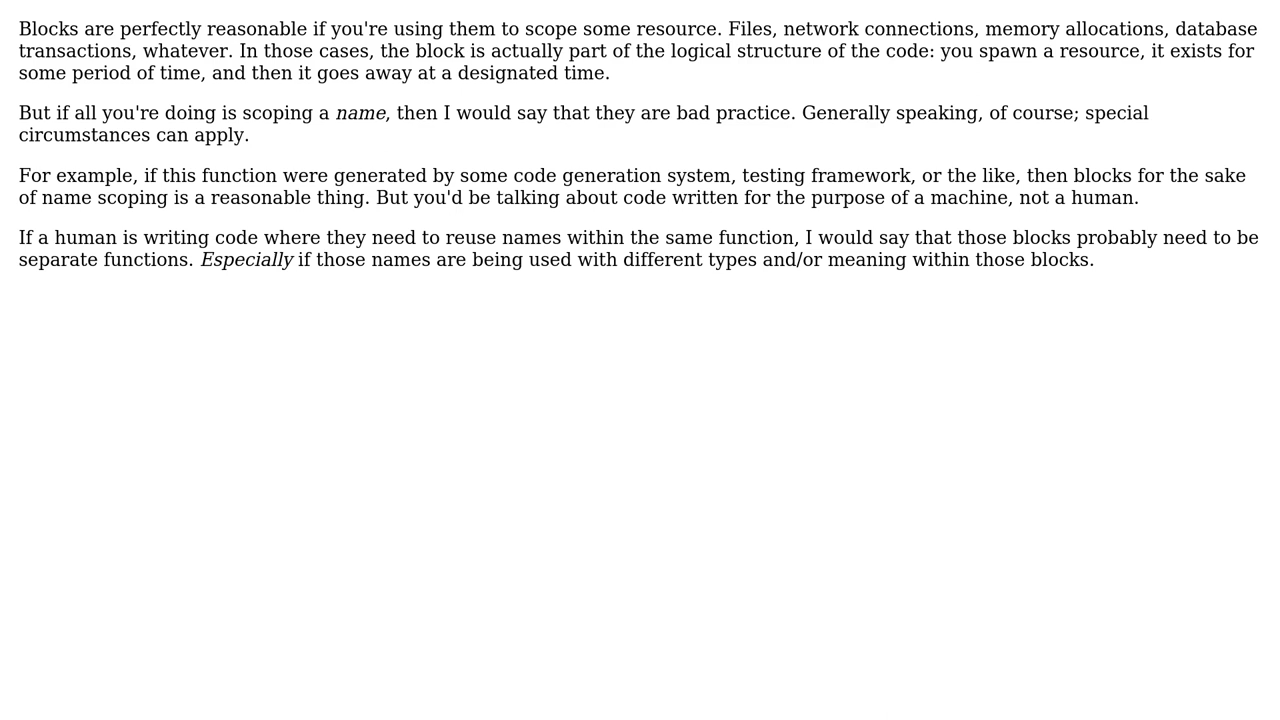 Blocks are perfectly reasonable if you're using them to scope some resource. Files, network connections, memory allocations, database
transactions, whatever. In those cases, the block is actually part of the logical structure of the code: you spawn a resource, it exists for
some period of time, and then it goes away at a designated time.
But if all you're doing is scoping a name, then I would say that they are bad practice. Generally speaking, of course; special
circumstances can apply.
For example, if this function were generated by some code generation system, testing framework, or the like, then blocks for the sake
of name scoping is a reasonable thing. But you'd be talking about code written for the purpose of a machine, not a human.
If a human is writing code where they need to reuse names within the same function, I would say that those blocks probably need to be
separate functions. Especially if those names are being used with different types and/or meaning within those blocks.